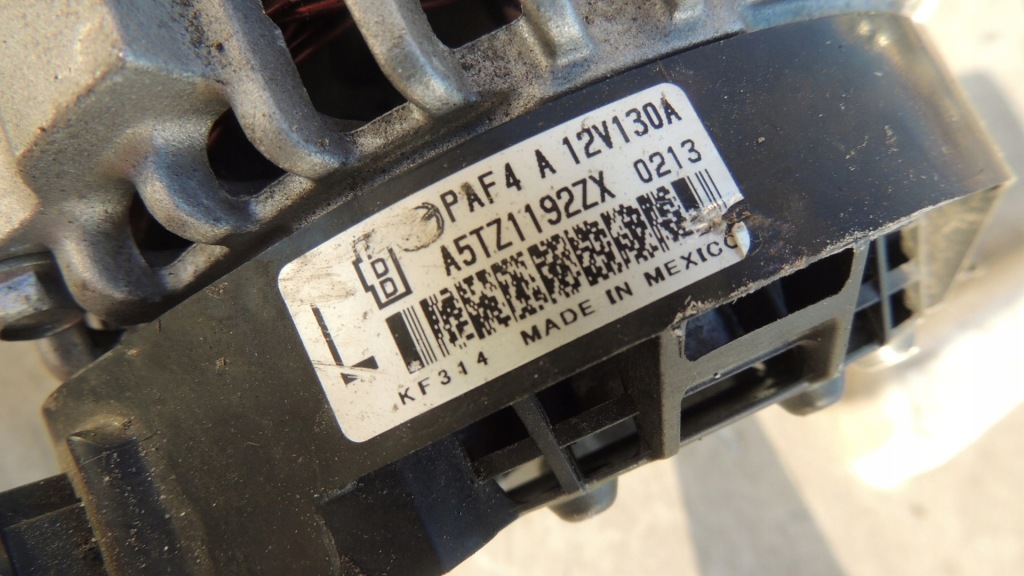 PAF4 A 12V130A
A5TZ1192ZX 0213
B
L
KF314 MADE IN MEXICO